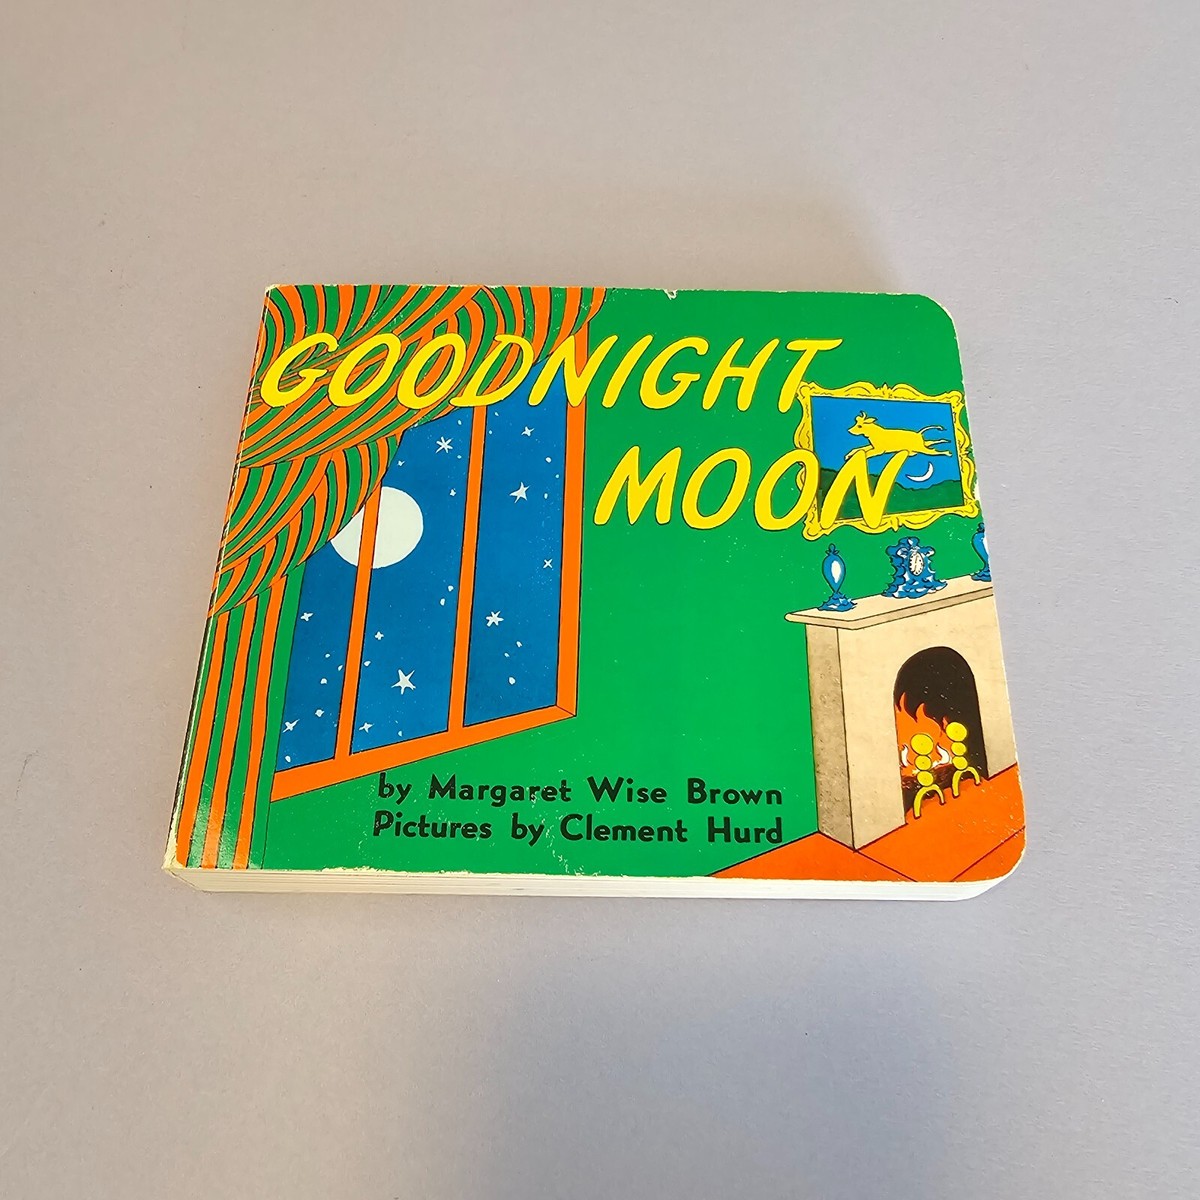 GOODNIGHT
MOON
by Margaret Wise Brown
Pictures by Clement Hurd